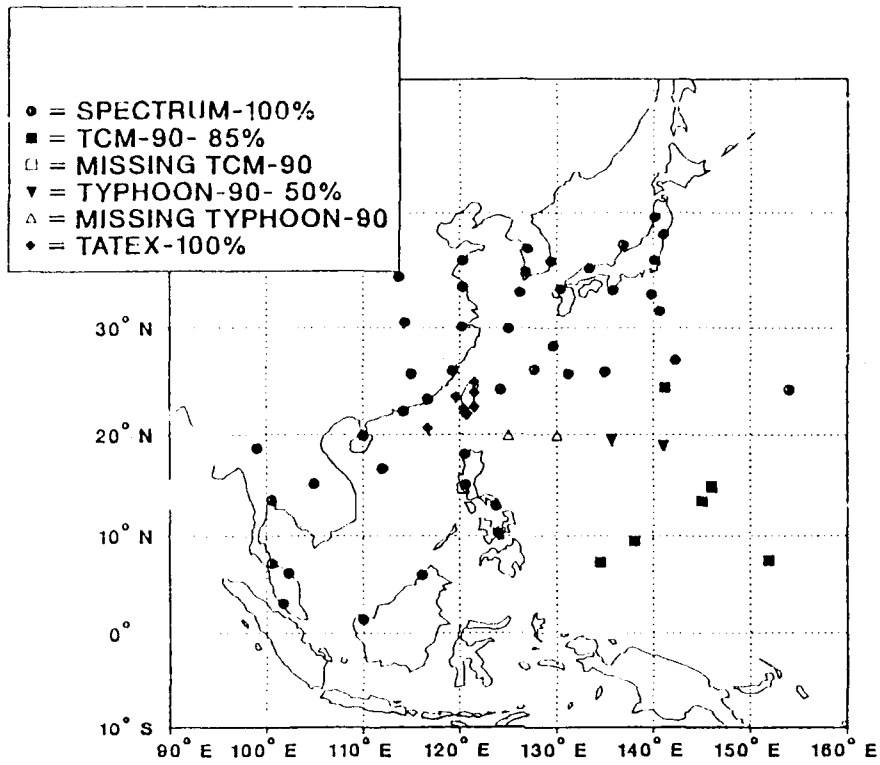 • = SPECTRUM-100%
■ = TCM-90- 85%
□ = MISSING TCM-90
▼ = TYPHOON-90- 50%
△ = MISSING TYPHOON-90
◆ = TATEX-100%
30° N
20° N
10° N
0°
10° S
90° E 100° E 110° E 120° E 130° E 140° E 150° E 160° E